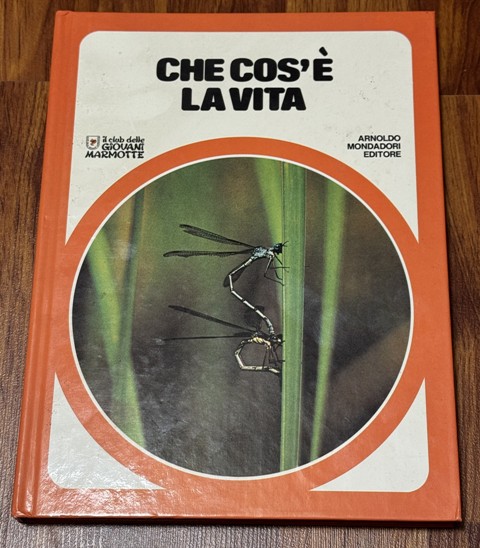 CHE COS'È
LA VITA
il club delle
GIOVANI
MARMOTTE
ARNOLDO
MONDADORI
EDITORE